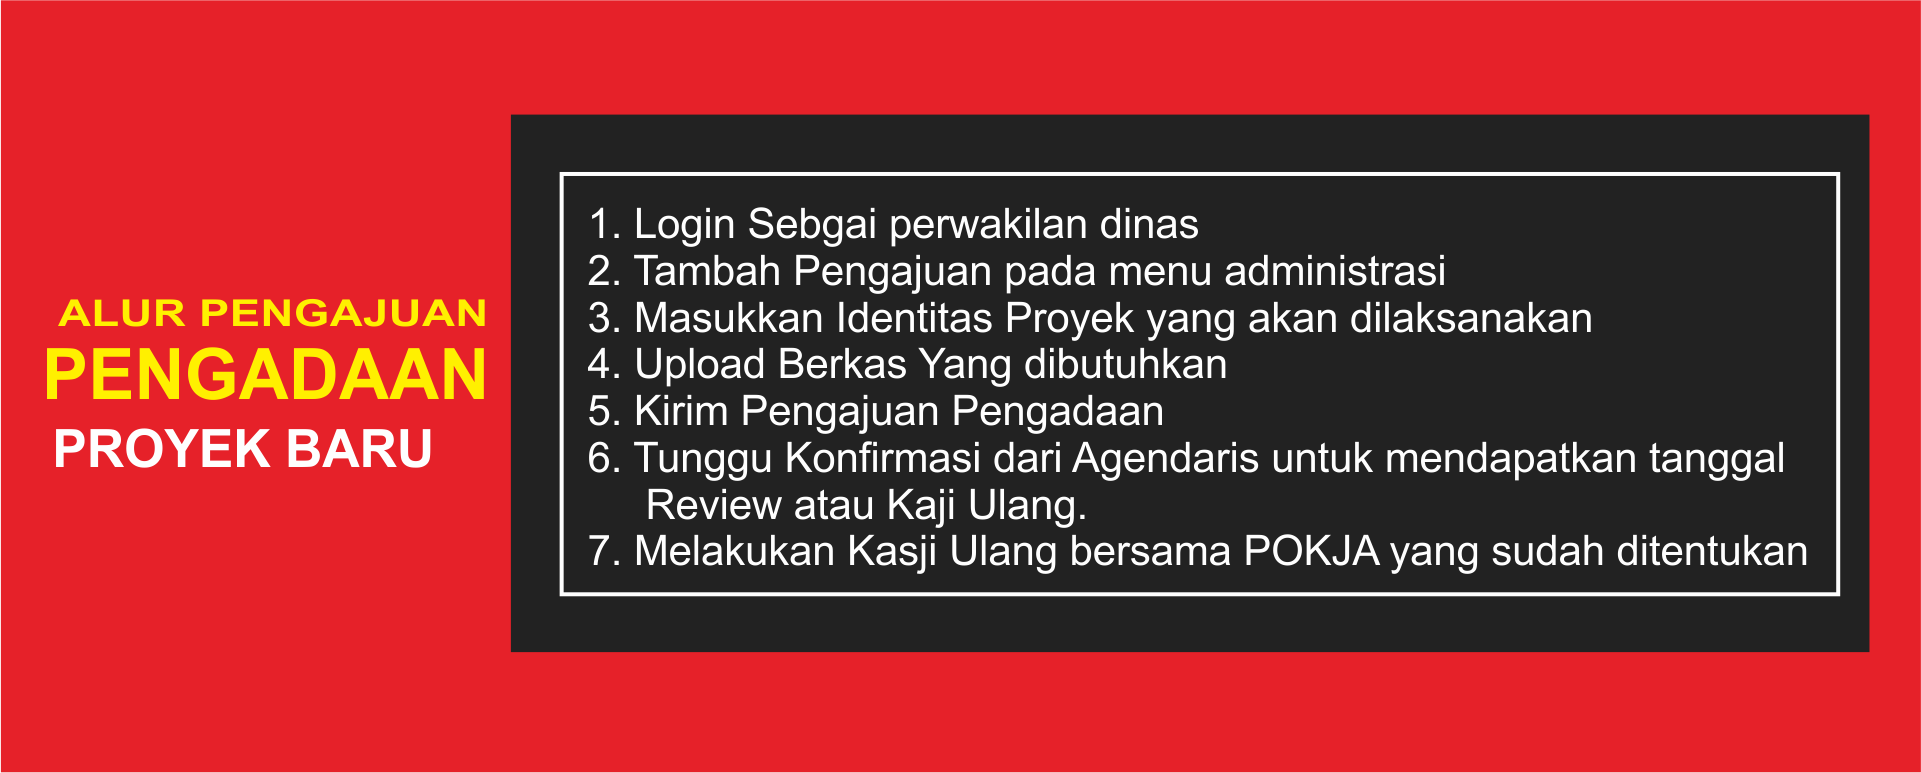 ALUR PENGAJUAN
PENGADAAN
PROYEK BARU
1. Login Sebgai perwakilan dinas
2. Tambah Pengajuan pada menu administrasi
3. Masukkan Identitas Proyek yang akan dilaksanakan
4. Upload Berkas Yang dibutuhkan
5. Kirim Pengajuan Pengadaan
6. Tunggu Konfirmasi dari Agendaris untuk mendapatkan tanggal
Review atau Kaji Ulang.
7. Melakukan Kasji Ulang bersama POKJA yang sudah ditentukan